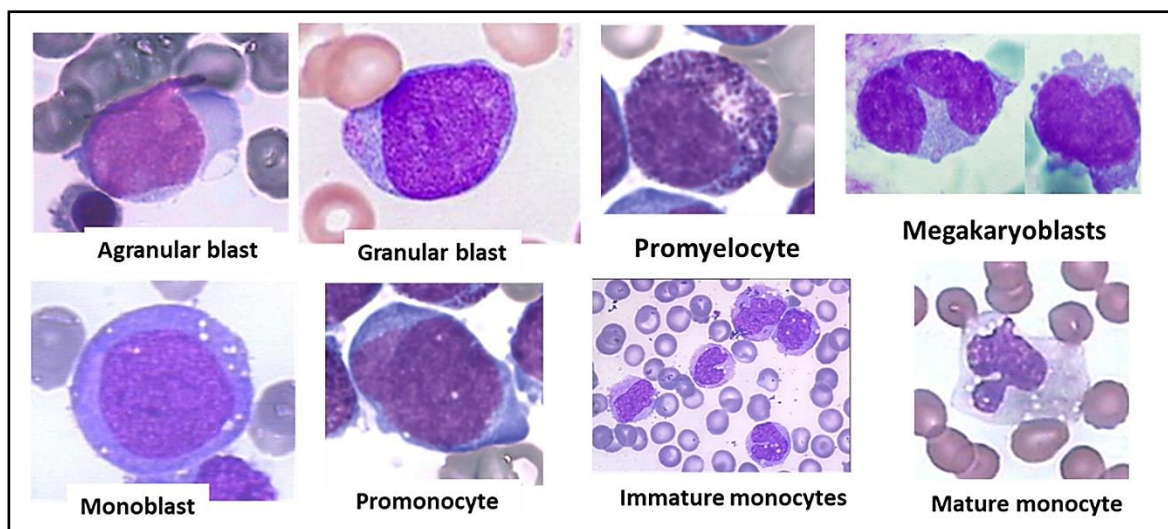 Agranular blast
Granular blast
Promyelocyte
Megakaryoblasts
Monoblast
Promonocyte
Immature monocytes
Mature monocyte